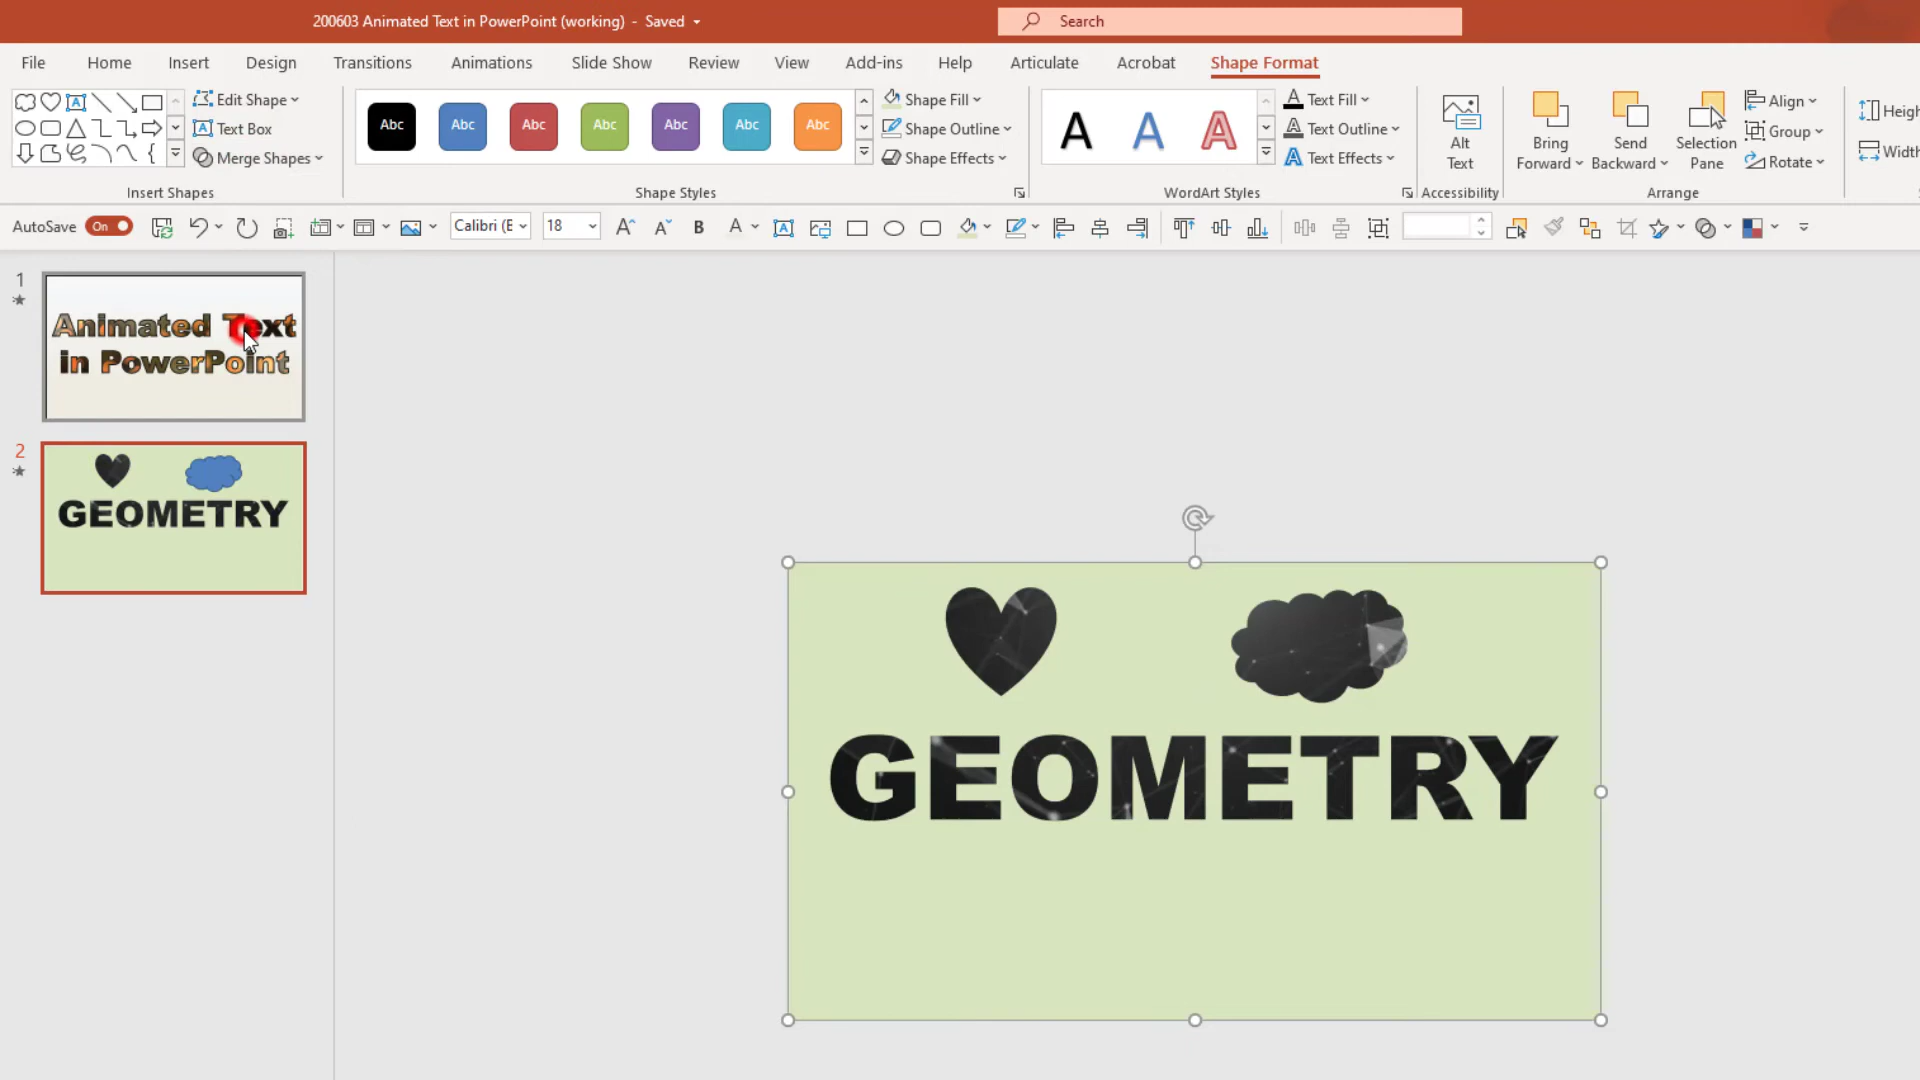 200603 Animated Text in PowerPoint (working) - Saved
Search
File Home Insert Design Transitions Animations Slide Show Review View Add-ins Help Articulate Acrobat Shape Format
Edit Shape
Text Box
Merge Shapes
Insert Shapes
Abc Abc Abc Abc Abc Abc Abc
Shape Fill
Shape Outline
Shape Effects
Shape Styles
A A A
Text Fill
Text Outline
Text Effects
WordArt Styles
Alt
Text
Accessibility
Bring
Forward
Send
Backward
Selection
Pane
Align
Group
Rotate
Arrange
Heigh
Width
AutoSave On
Calibri (E 18
B A
1
Animated Text
in PowerPoint
2
GEOMETRY
GEOMETRY